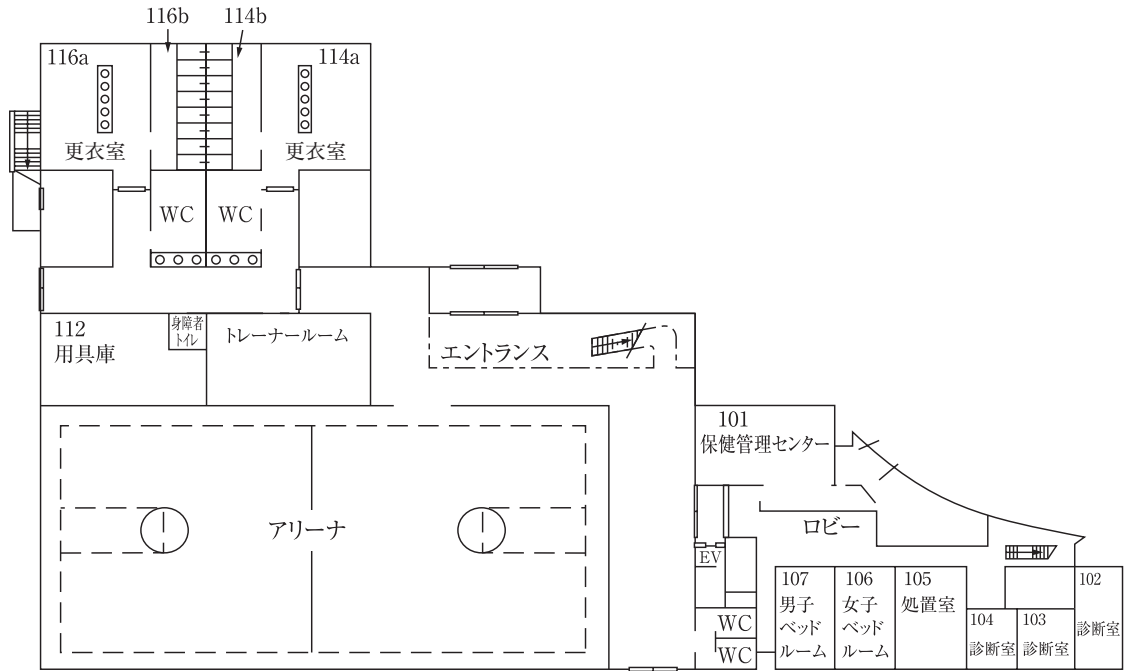 116b
114b
116a
114a
更衣室
更衣室
WC
WC
112
用具庫
身障者
トイレ
トレーナールーム
エントランス
101
保健管理センター
アリーナ
ロビー
EV
107
男子
ベッド
ルーム
106
女子
ベッド
ルーム
105
処置室
104
診断室
103
診断室
102
診断室
WC
WC